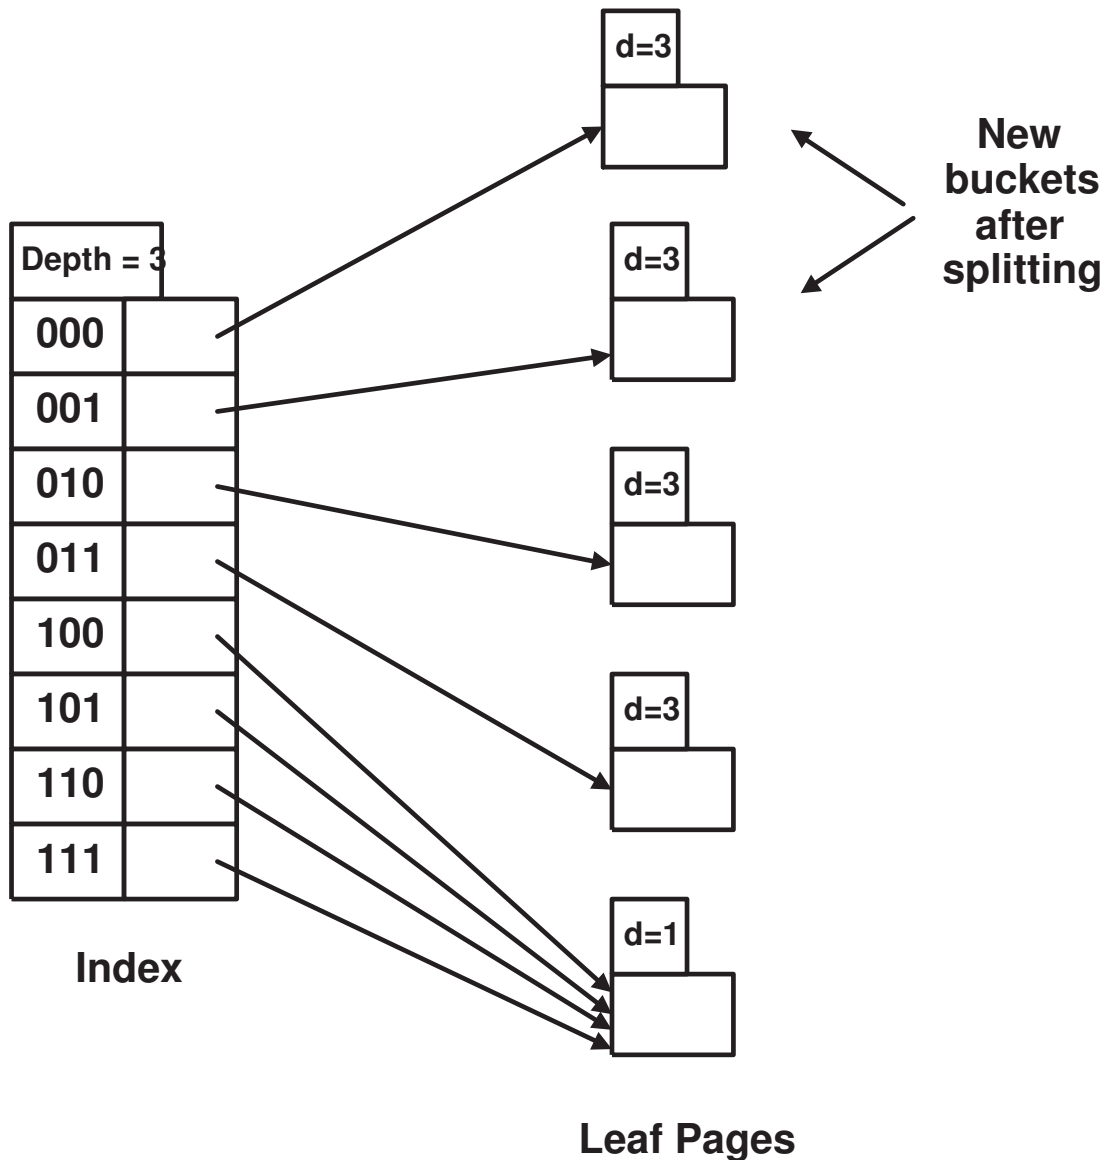 d=3
New
buckets
after
splitting
Depth = 3
d=3
000
001
010
d=3
011
100
101
d=3
110
111
d=1
Index
Leaf Pages